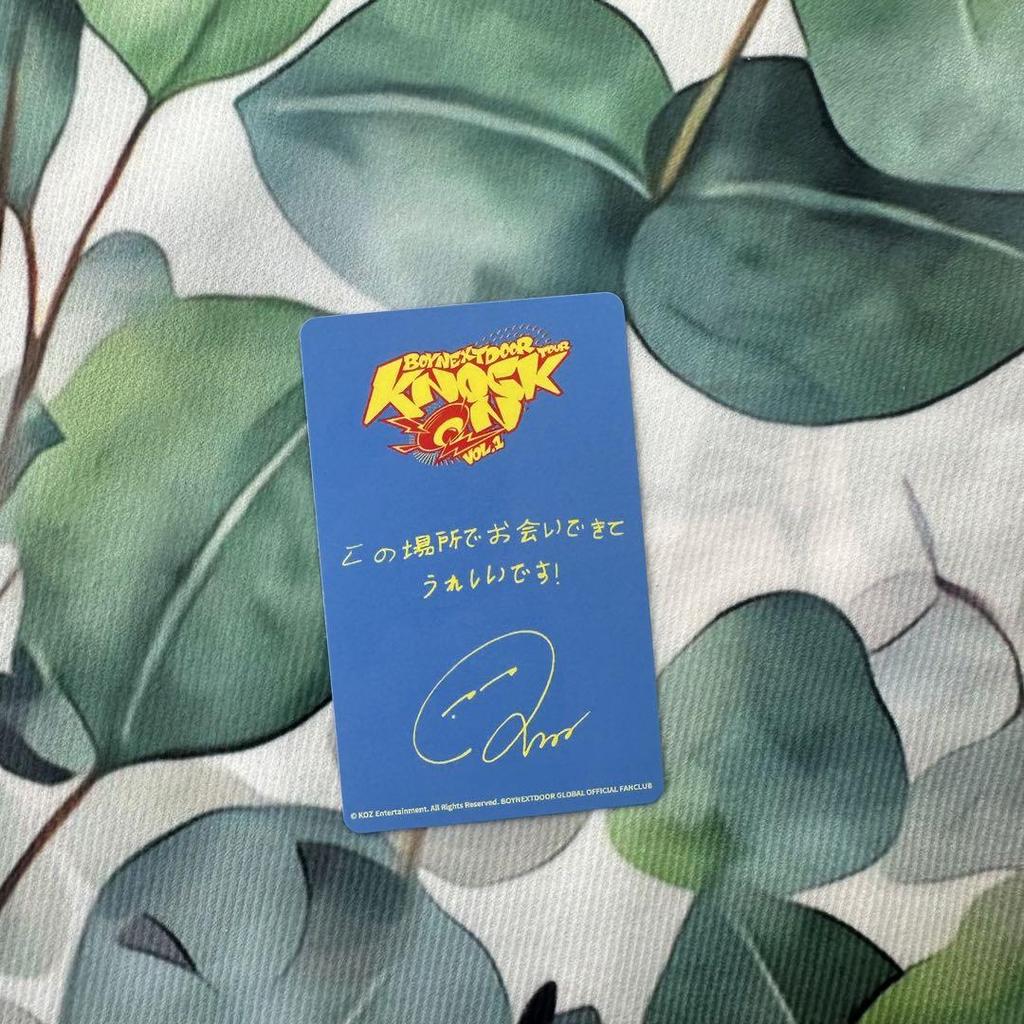 BOYNEXTDOOR TOUR
KNOCK
ON
VOL.1
この場所でお会いできて
うれしいです!
© KOZ Entertainment. All Rights Reserved. BOYNEXTDOOR GLOBAL OFFICIAL FANCLUB